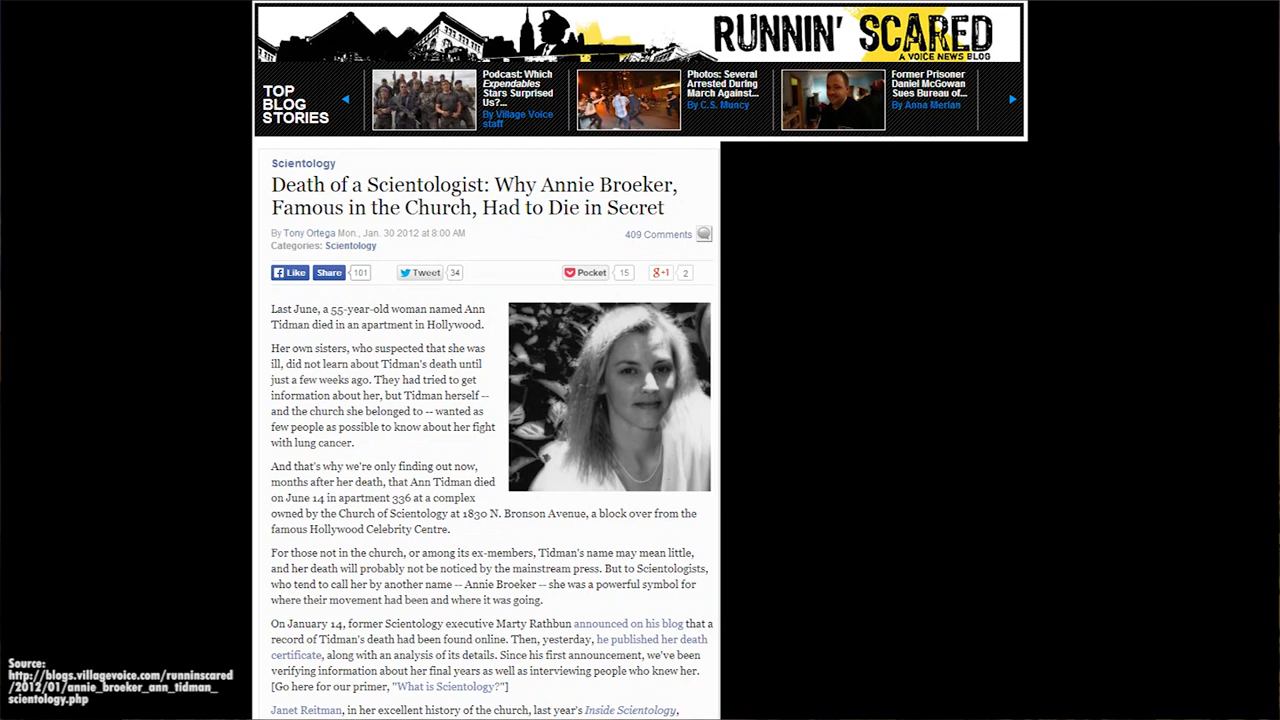 RUNNIN' SCARED
A VOICE NEWS BLOG
TOP
BLOG
STORIES
Podcast: Which
Expendables
Stars Surprised
Us?...
By Village Voice
staff
Photos: Several
Arrested During
March Against...
By C.S. Muncy
Former Prisoner
Daniel McGowan
Sues Bureau of...
By Anna Merlan
Scientology
Death of a Scientologist: Why Annie Broeker,
Famous in the Church, Had to Die in Secret
By Tony Ortega Mon., Jan. 30 2012 at 8:00 AM
409 Comments
Categories: Scientology
Like Share 101 Tweet 34 Pocket 15 g+1 2
Last June, a 55-year-old woman named Ann
Tidman died in an apartment in Hollywood.
Her own sisters, who suspected that she was
ill, did not learn about Tidman's death until
just a few weeks ago. They had tried to get
information about her, but Tidman herself --
and the church she belonged to -- wanted as
few people as possible to know about her fight
with lung cancer.
And that's why we're only finding out now,
months after her death, that Ann Tidman died
on June 14 in apartment 336 at a complex
owned by the Church of Scientology at 1830 N. Bronson Avenue, a block over from the
famous Hollywood Celebrity Centre.
For those not in the church, or among its ex-members, Tidman's name may mean little,
and her death will probably not be noticed by the mainstream press. But to Scientologists,
who tend to call her by another name -- Annie Broeker -- she was a powerful symbol for
where their movement had been and where it was going.
On January 14, former Scientology executive Marty Rathbun announced on his blog that a
record of Tidman's death had been found online. Then, yesterday, he published her death
certificate, along with an analysis of its details. Since his first announcement, we've been
verifying information about her final years as well as interviewing people who knew her.
[Go here for our primer, "What is Scientology?"]
Janet Reitman, in her excellent history of the church, last year's Inside Scientology,
Source:
http://blogs.villagevoice.com/runninscared
/2012/01/annie_broeker_ann_tidman_
scientology.php